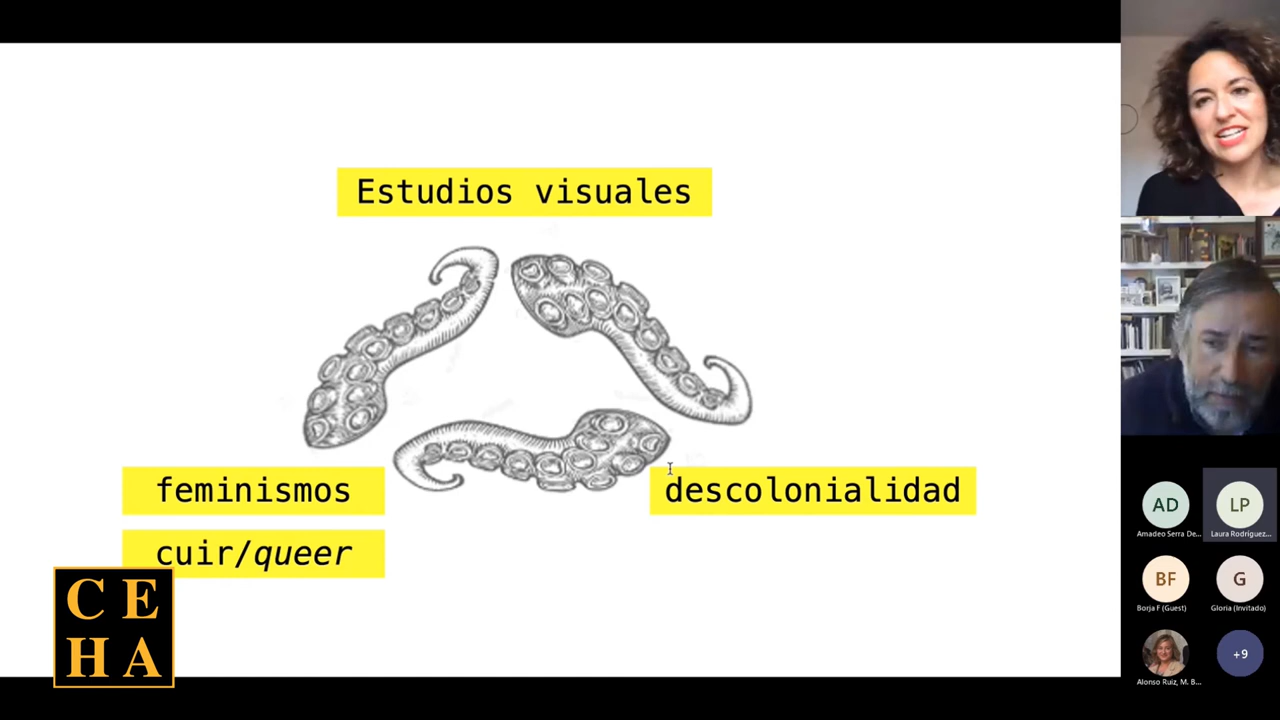 Estudios visuales
feminismos
descolonialidad
cuir/queer
C E
H A
AD
LP
Amadeo Serra De...
Laura Rodríguez...
BF
G
Borja F (Guest)
Gloria (Invitado)
+9
Alonso Ruiz, M. B...